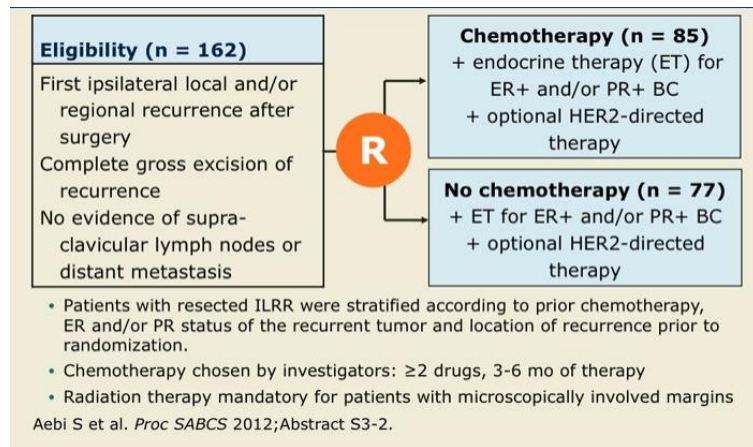 Eligibility (n = 162)
First ipsilateral local and/or
regional recurrence after
surgery
Complete gross excision of
recurrence
No evidence of supra-
clavicular lymph nodes or
distant metastasis
R
Chemotherapy (n = 85)
+ endocrine therapy (ET) for
ER+ and/or PR+ BC
+ optional HER2-directed
therapy
No chemotherapy (n = 77)
+ ET for ER+ and/or PR+ BC
+ optional HER2-directed
therapy
• Patients with resected ILRR were stratified according to prior chemotherapy,
ER and/or PR status of the recurrent tumor and location of recurrence prior to
randomization.
• Chemotherapy chosen by investigators: ≥2 drugs, 3-6 mo of therapy
• Radiation therapy mandatory for patients with microscopically involved margins
Aebi S et al. Proc SABCS 2012;Abstract S3-2.